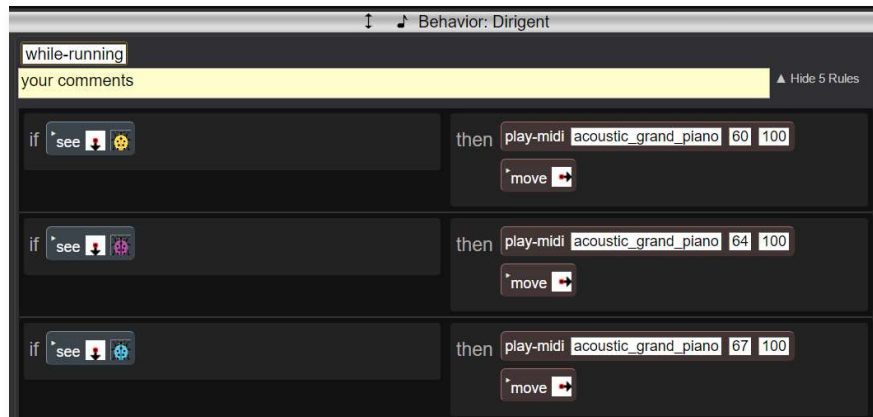 Behavior: Dirigent
while-running
your comments
▲ Hide 5 Rules
if see then play-midi acoustic_grand_piano 60 100
move
if see then play-midi acoustic_grand_piano 64 100
move
if see then play-midi acoustic_grand_piano 67 100
move